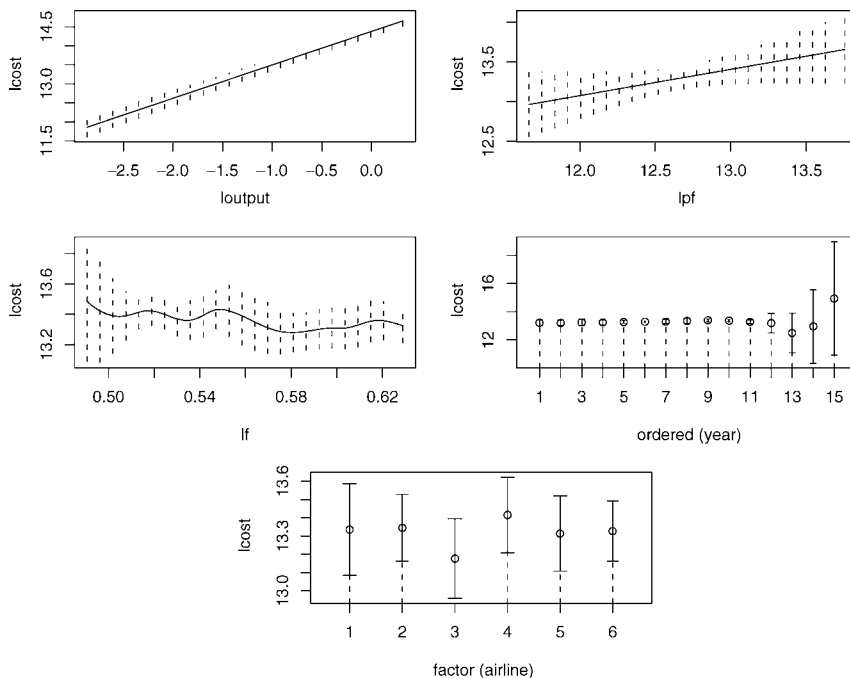 14.5
13.0
11.5
lcost
−2.5 −2.0 −1.5 −1.0 −0.5 0.0
loutput
13.5
12.5
lcost
12.0 12.5 13.0 13.5
lpf
13.6
13.2
lcost
0.50 0.54 0.58 0.62
lf
16
12
lcost
1 3 5 7 9 11 13 15
ordered (year)
13.6
13.3
13.0
lcost
1 2 3 4 5 6
factor (airline)